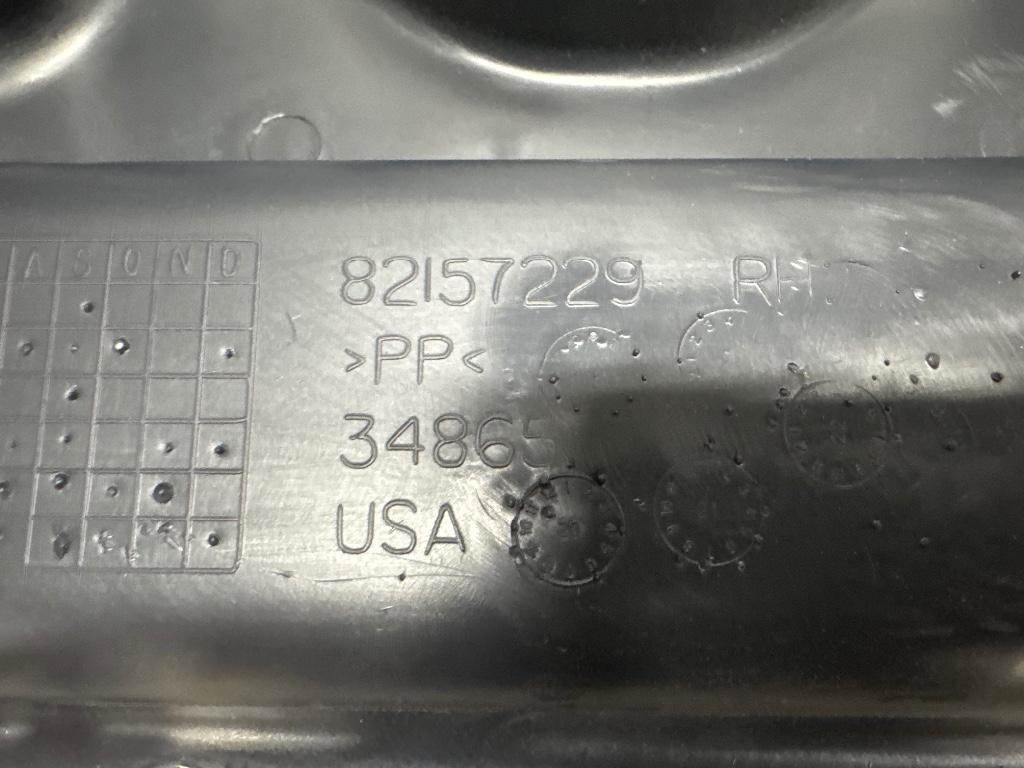 A S O N D
82157229 RH
>PP<
34865
USA